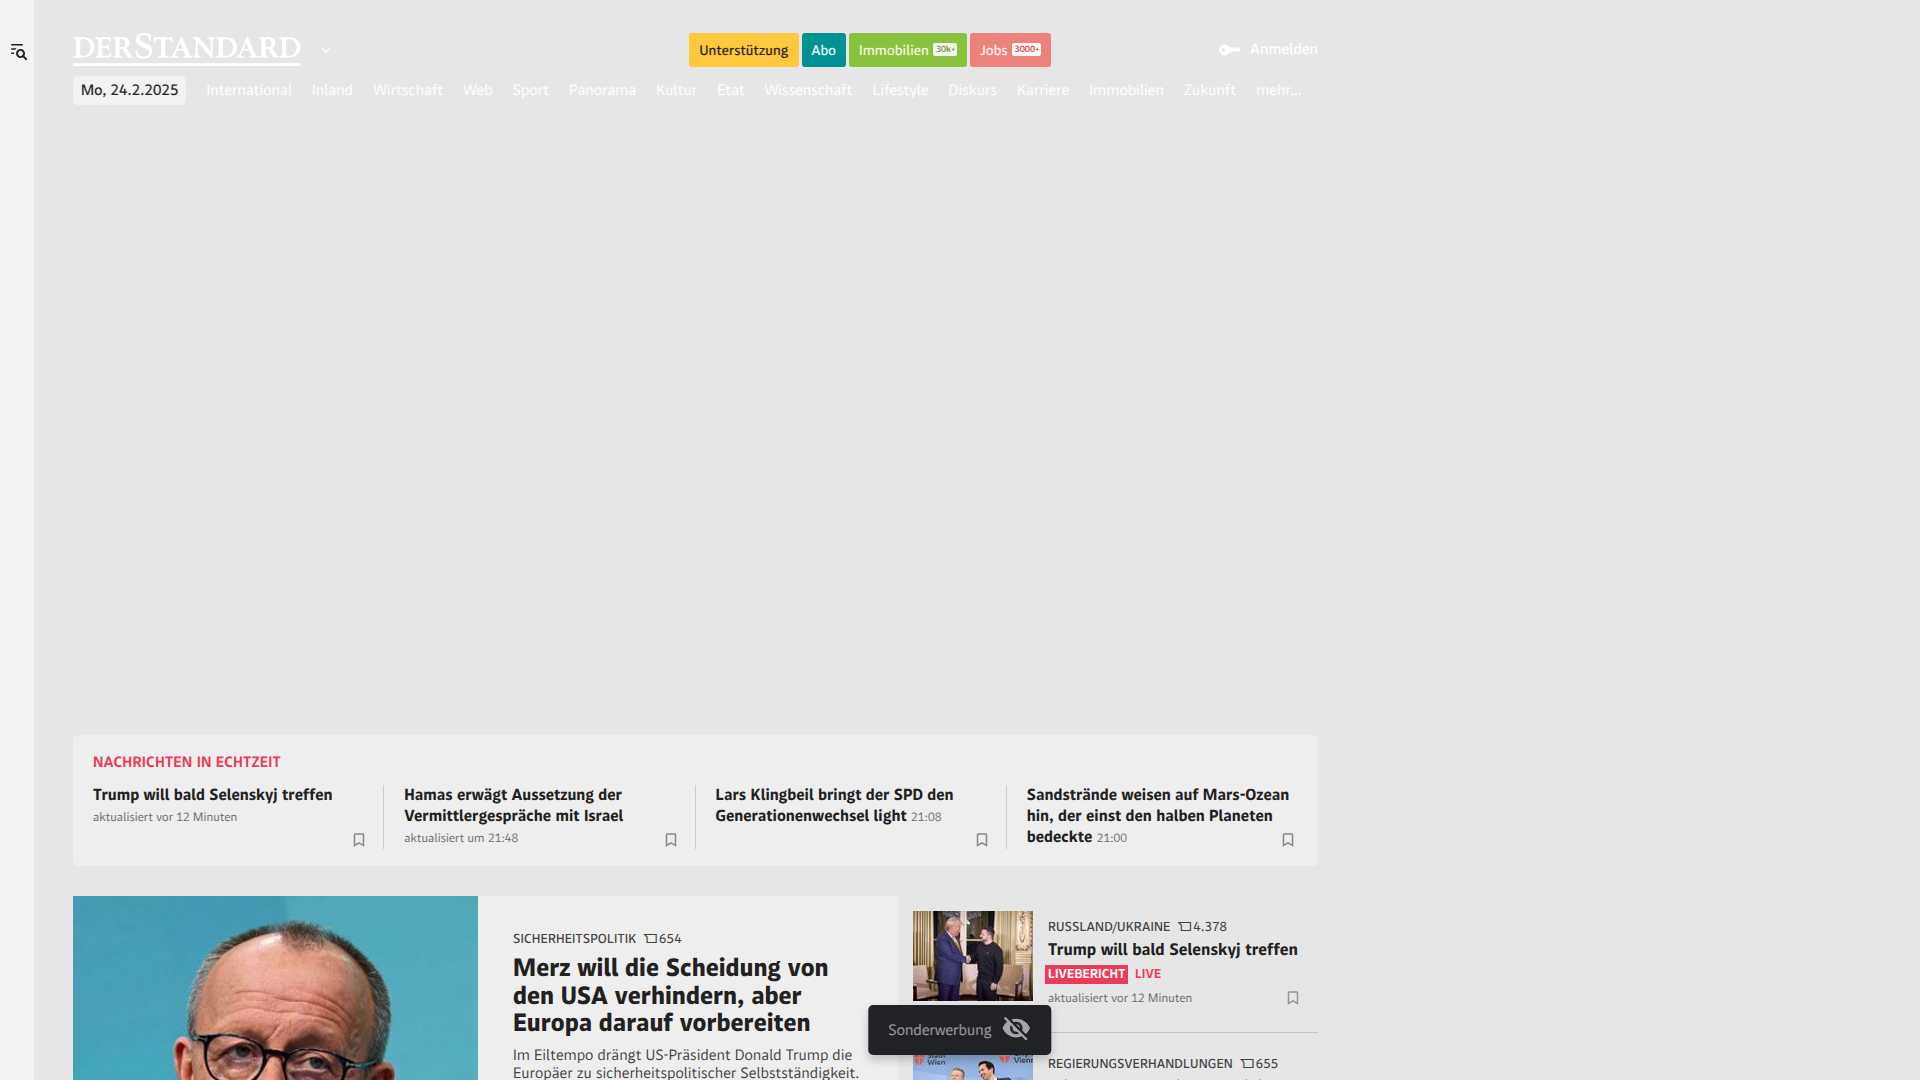 DERSTANDARD
Unterstützung Abo Immobilien 30k+ Jobs 3000+
Anmelden
Mo, 24.2.2025 International Inland Wirtschaft Web Sport Panorama Kultur Etat Wissenschaft Lifestyle Diskurs Karriere Immobilien Zukunft mehr...
NACHRICHTEN IN ECHTZEIT
Trump will bald Selenskyj treffen
aktualisiert vor 12 Minuten
Hamas erwägt Aussetzung der
Vermittlergespräche mit Israel
aktualisiert um 21:48
Lars Klingbeil bringt der SPD den
Generationenwechsel light 21:08
Sandstrände weisen auf Mars-Ozean
hin, der einst den halben Planeten
bedeckte 21:00
SICHERHEITSPOLITIK 654
Merz will die Scheidung von
den USA verhindern, aber
Europa darauf vorbereiten
Im Eiltempo drängt US-Präsident Donald Trump die
Europäer zu sicherheitspolitischer Selbstständigkeit.
RUSSLAND/UKRAINE 4.378
Trump will bald Selenskyj treffen
LIVEBERICHT LIVE
aktualisiert vor 12 Minuten
Sonderwerbung
Wien
REGIERUNGSVERHANDLUNGEN 655